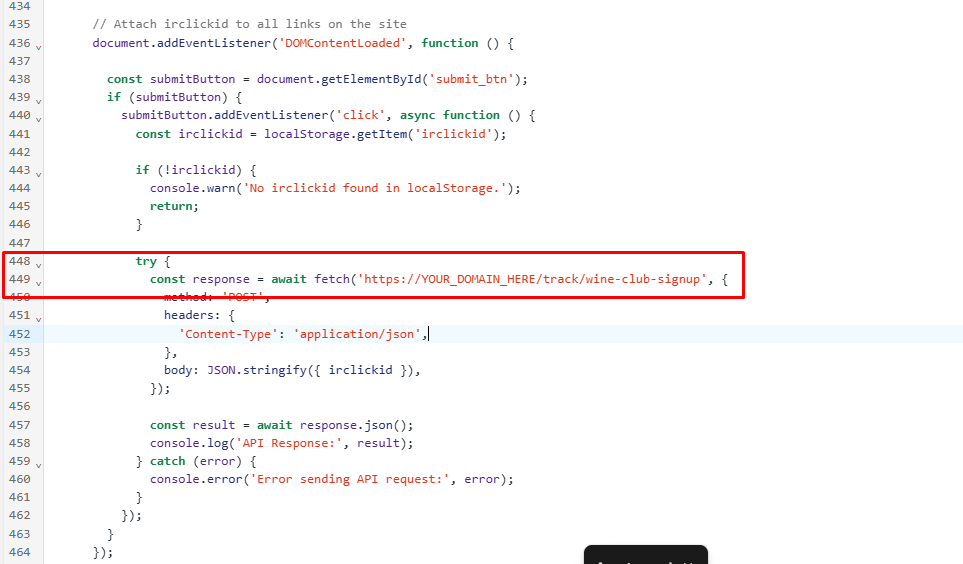 434
435 // Attach irclickid to all links on the site
436 document.addEventListener('DOMContentLoaded', function () {
437
438 const submitButton = document.getElementById('submit_btn');
439 if (submitButton) {
440 submitButton.addEventListener('click', async function () {
441 const irclickid = localStorage.getItem('irclickid');
442
443 if (!irclickid) {
444 console.warn('No irclickid found in localStorage.');
445 return;
446 }
447
448 try {
449 const response = await fetch('https://YOUR_DOMAIN_HERE/track/wine-club-signup', {
450 method: 'POST',
451 headers: {
452 'Content-Type': 'application/json',
453 },
454 body: JSON.stringify({ irclickid }),
455 });
456
457 const result = await response.json();
458 console.log('API Response:', result);
459 } catch (error) {
460 console.error('Error sending API request:', error);
461 }
462 });
463 }
464 });